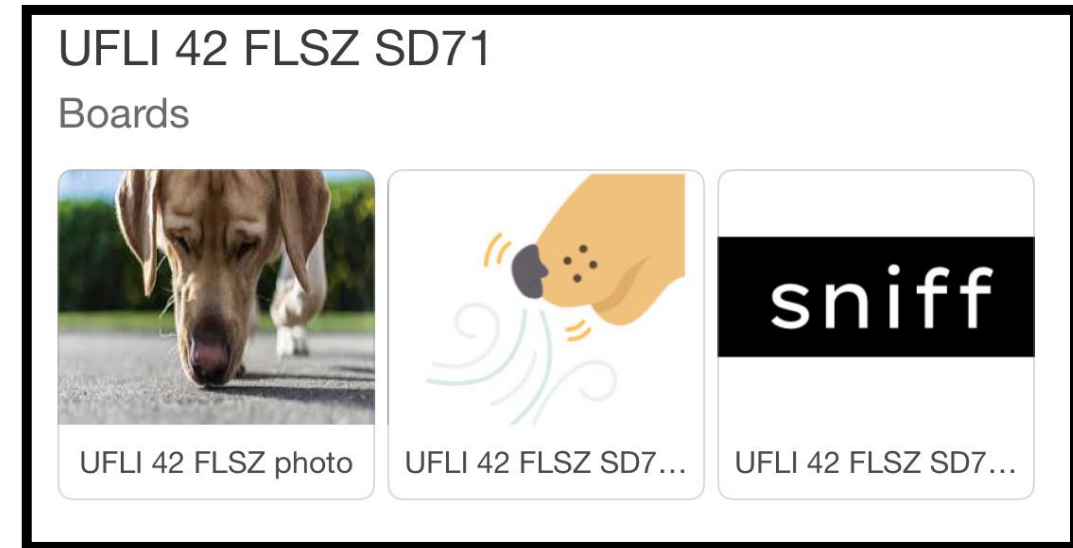 UFLI 42 FLSZ SD71
Boards
sniff
UFLI 42 FLSZ photo
UFLI 42 FLSZ SD7...
UFLI 42 FLSZ SD7...